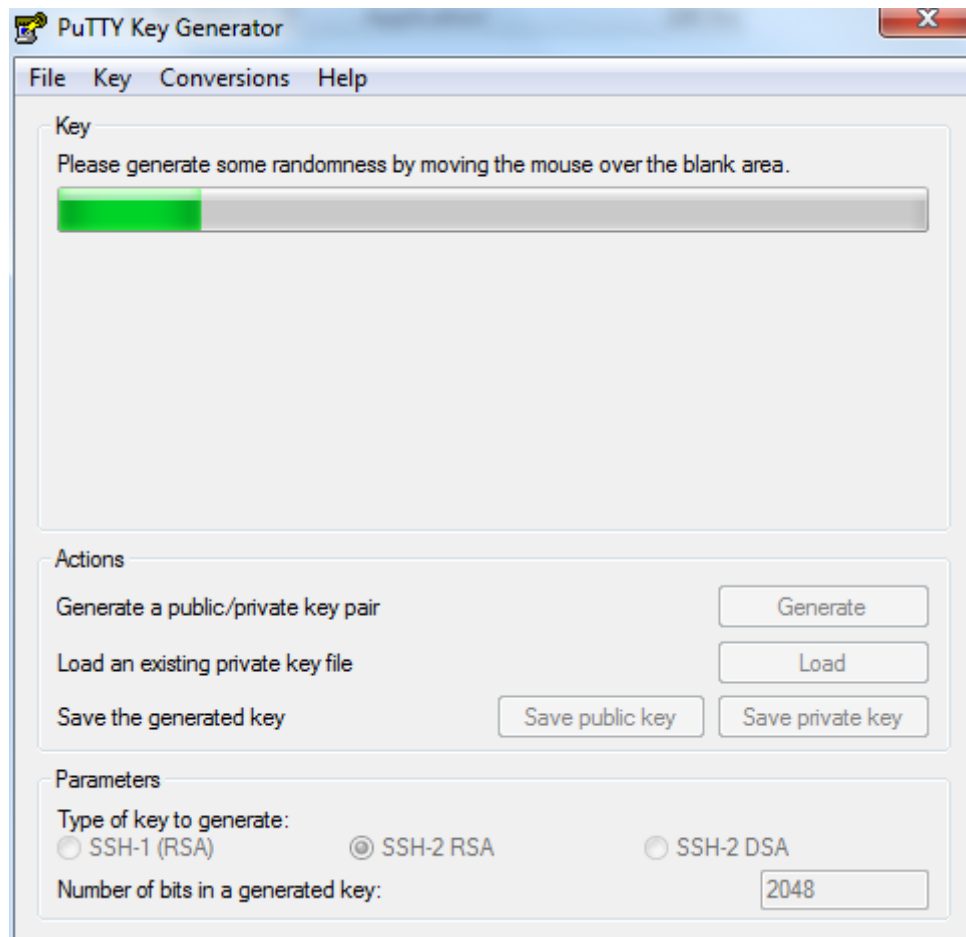 PuTTY Key Generator
File Key Conversions Help
Key
Please generate some randomness by moving the mouse over the blank area.
Actions
Generate a public/private key pair Generate
Load an existing private key file Load
Save the generated key Save public key Save private key
Parameters
Type of key to generate:
SSH-1 (RSA) SSH-2 RSA SSH-2 DSA
Number of bits in a generated key: 2048